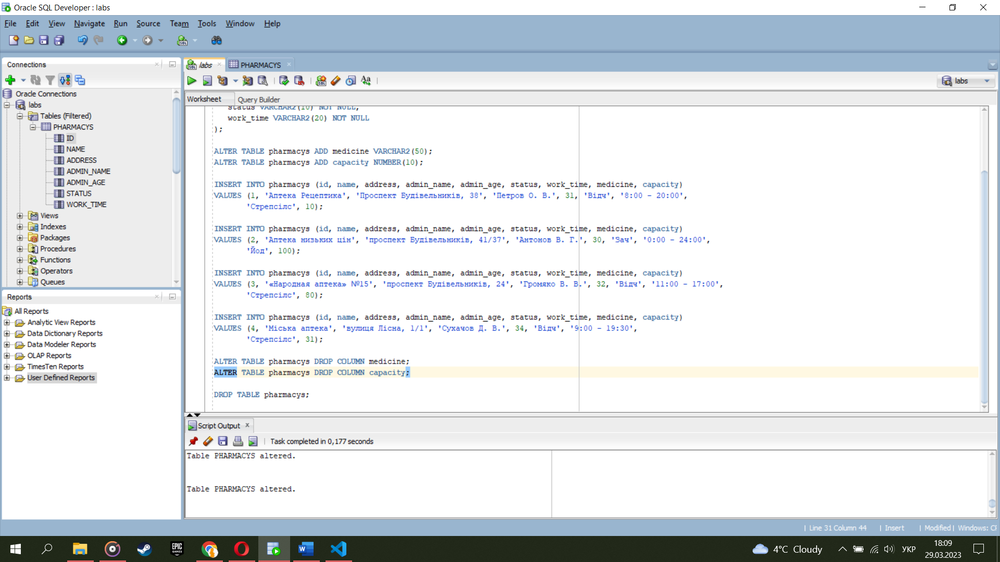 Oracle SQL Developer : labs
File Edit View Navigate Run Source Team Tools Window Help
Connections
Oracle Connections
labs
Tables (Filtered)
PHARMACYS
ID
NAME
ADDRESS
ADMIN_NAME
ADMIN_AGE
STATUS
WORK_TIME
Views
Indexes
Packages
Procedures
Functions
Operators
Queues
Reports
All Reports
Analytic View Reports
Data Dictionary Reports
Data Modeler Reports
OLAP Reports
TimesTen Reports
User Defined Reports
labs PHARMACYS
labs
Worksheet Query Builder
status VARCHAR2(10) NOT NULL,
work_time VARCHAR2(20) NOT NULL
);
ALTER TABLE pharmacys ADD medicine VARCHAR2(50);
ALTER TABLE pharmacys ADD capacity NUMBER(10);
INSERT INTO pharmacys (id, name, address, admin_name, admin_age, status, work_time, medicine, capacity)
VALUES (1, 'Аптека Рецептика', 'Проспект Будівельників, 38', 'Петров О. В.', 31, 'Відч', '8:00 - 20:00',
'Стрепсілс', 10);
INSERT INTO pharmacys (id, name, address, admin_name, admin_age, status, work_time, medicine, capacity)
VALUES (2, 'Аптека низьких цін', 'проспект Будівельників, 41/37', 'Антонов В. Г.', 30, 'Зач', '0:00 - 24:00',
'Йод', 100);
INSERT INTO pharmacys (id, name, address, admin_name, admin_age, status, work_time, medicine, capacity)
VALUES (3, '«Народная аптека» №15', 'проспект Будівельників, 24', 'Громяко В. В.', 32, 'Відч', '11:00 - 17:00',
'Стрепсілс', 80);
INSERT INTO pharmacys (id, name, address, admin_name, admin_age, status, work_time, medicine, capacity)
VALUES (4, 'Міська аптека', 'вулиця Лісна, 1/1', 'Сухачов Д. В.', 34, 'Відч', '9:00 - 19:30',
'Стрепсілс', 31);
ALTER TABLE pharmacys DROP COLUMN medicine;
ALTER TABLE pharmacys DROP COLUMN capacity;
DROP TABLE pharmacys;
Script Output
Task completed in 0,177 seconds
Table PHARMACYS altered.
Table PHARMACYS altered.
Line 31 Column 44 Insert Modified Windows: CF
4°C Cloudy УКР 18:09
29.03.2023